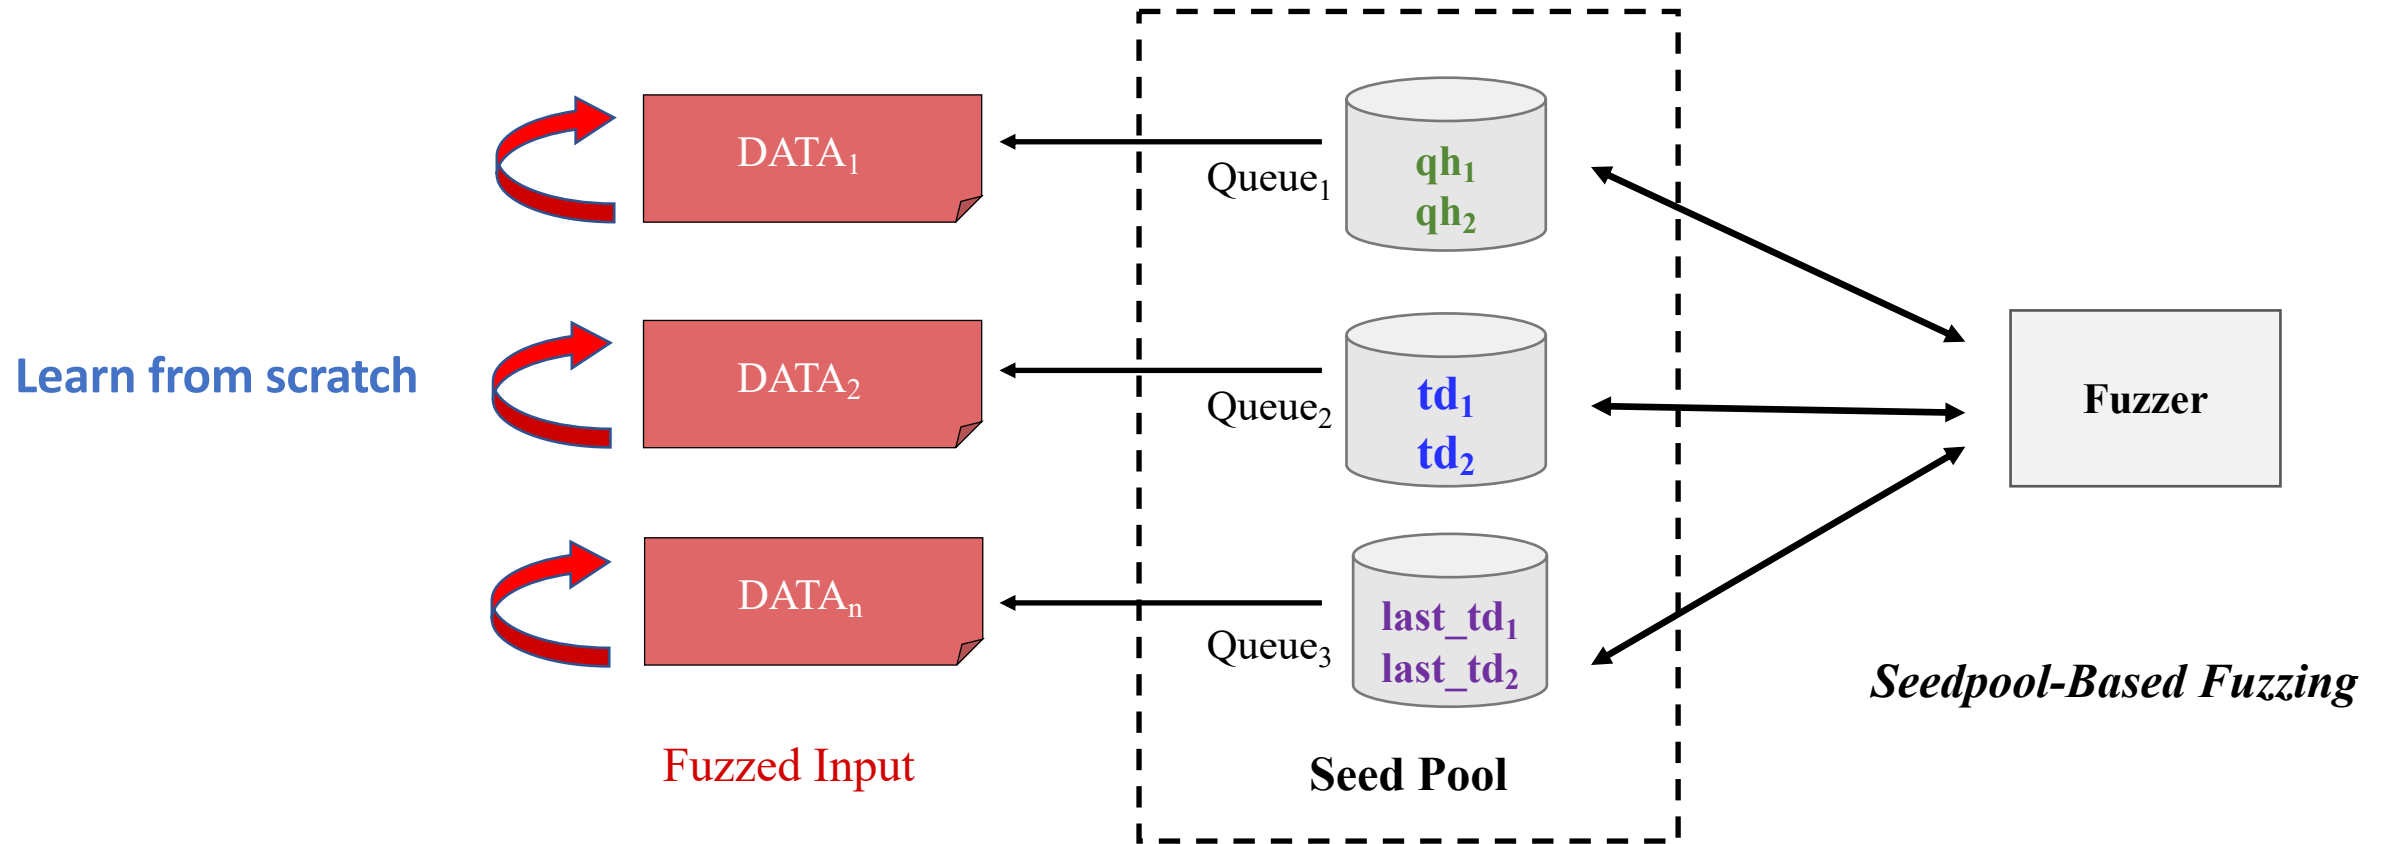 DATA₁
Queue₁
qh₁
qh₂
Learn from scratch
DATA₂
Queue₂
td₁
td₂
Fuzzer
DATAₙ
Queue₃
last_td₁
last_td₂
Seedpool-Based Fuzzing
Fuzzed Input
Seed Pool